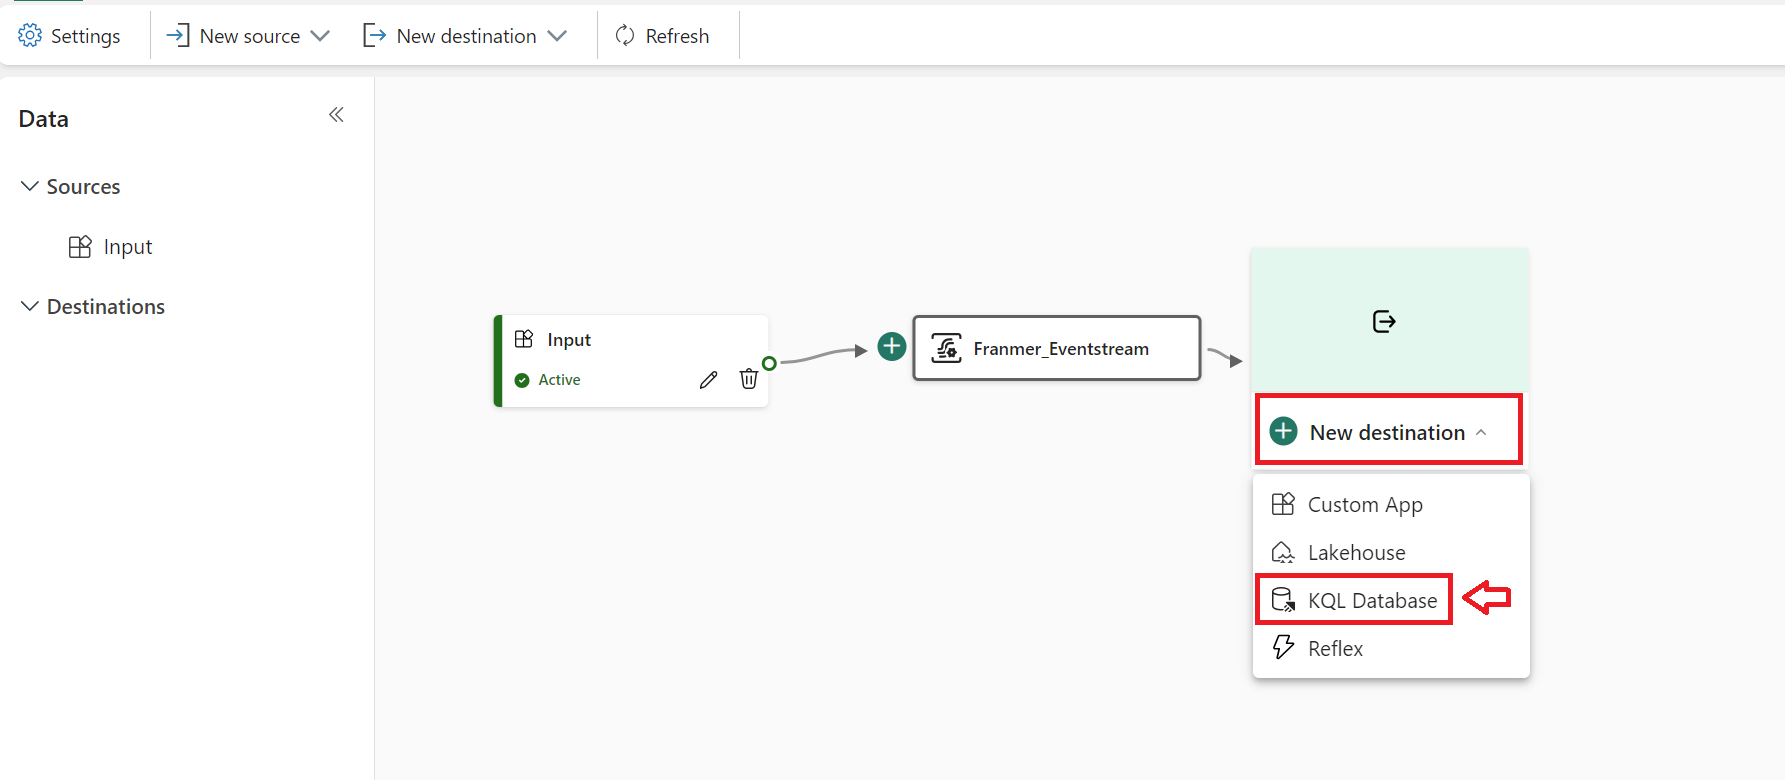 Settings
New source
New destination
Refresh
Data
Sources
Input
Destinations
Input
Active
Franmer_Eventstream
New destination
Custom App
Lakehouse
KQL Database
Reflex